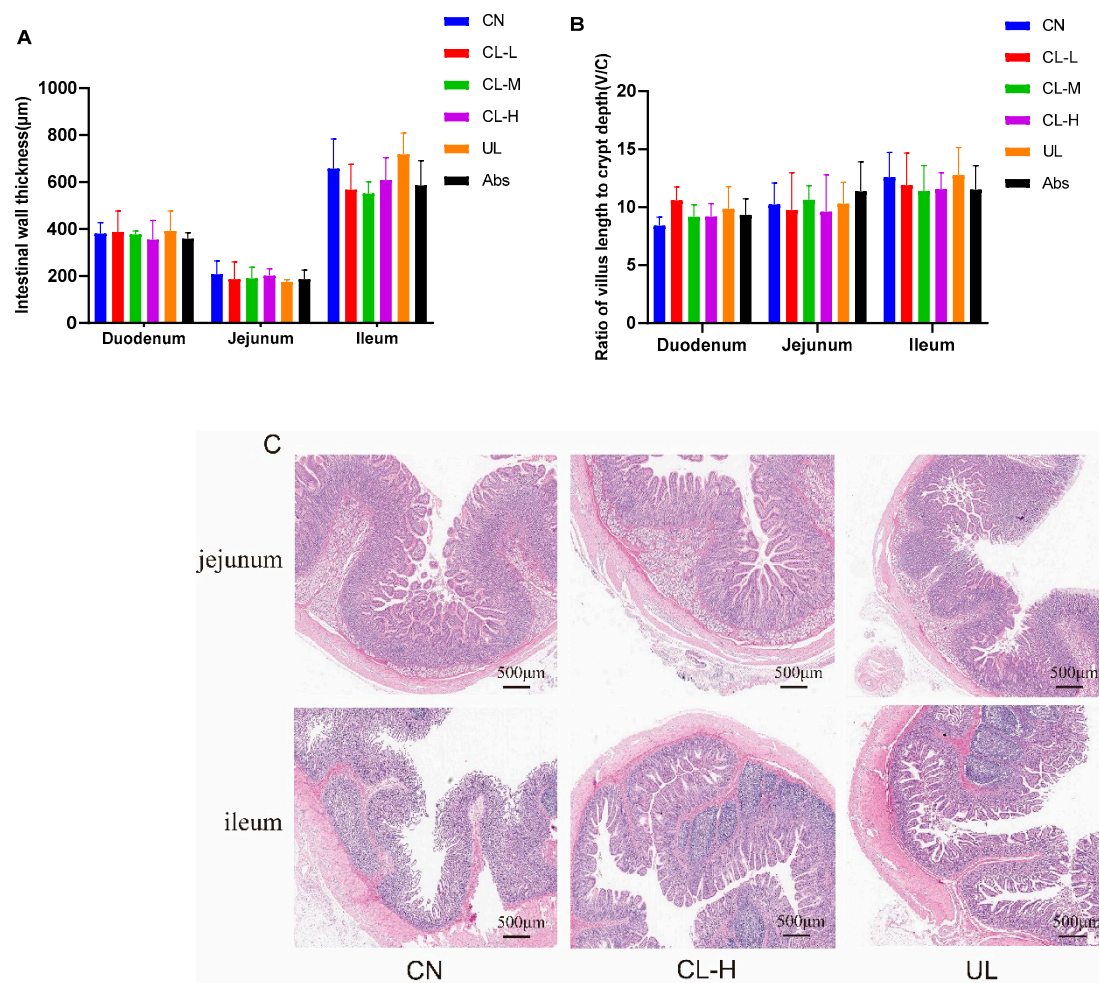 A
Intestinal wall thickness(μm)
1000
800
600
400
200
0
Duodenum Jejunum Ileum
CN
CL-L
CL-M
CL-H
UL
Abs
B
Ratio of villus length to crypt depth(V/C)
20
15
10
5
0
Duodenum Jejunum Ileum
CN
CL-L
CL-M
CL-H
UL
Abs
C
jejunum
500μm 500μm 500μm
ileum
500μm 500μm 500μm
CN CL-H UL